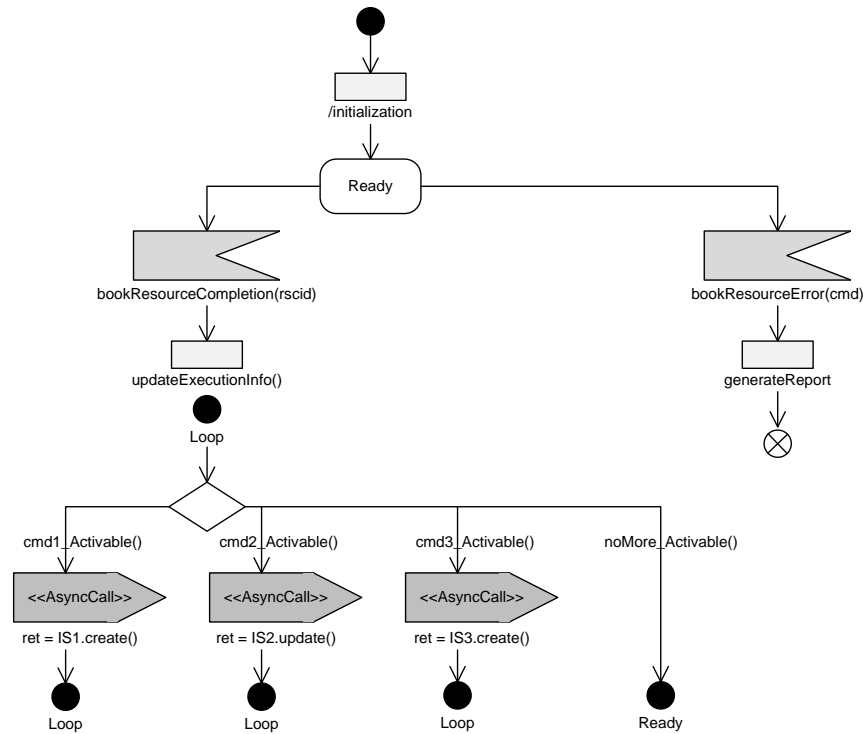 /initialization
Ready
bookResourceCompletion(rscid)
bookResourceError(cmd)
updateExecutionInfo()
generateReport
Loop
cmd1_Activable()
cmd2_Activable()
cmd3_Activable()
noMore_Activable()
<<AsyncCall>>
<<AsyncCall>>
<<AsyncCall>>
ret = IS1.create()
ret = IS2.update()
ret = IS3.create()
Loop
Loop
Loop
Ready